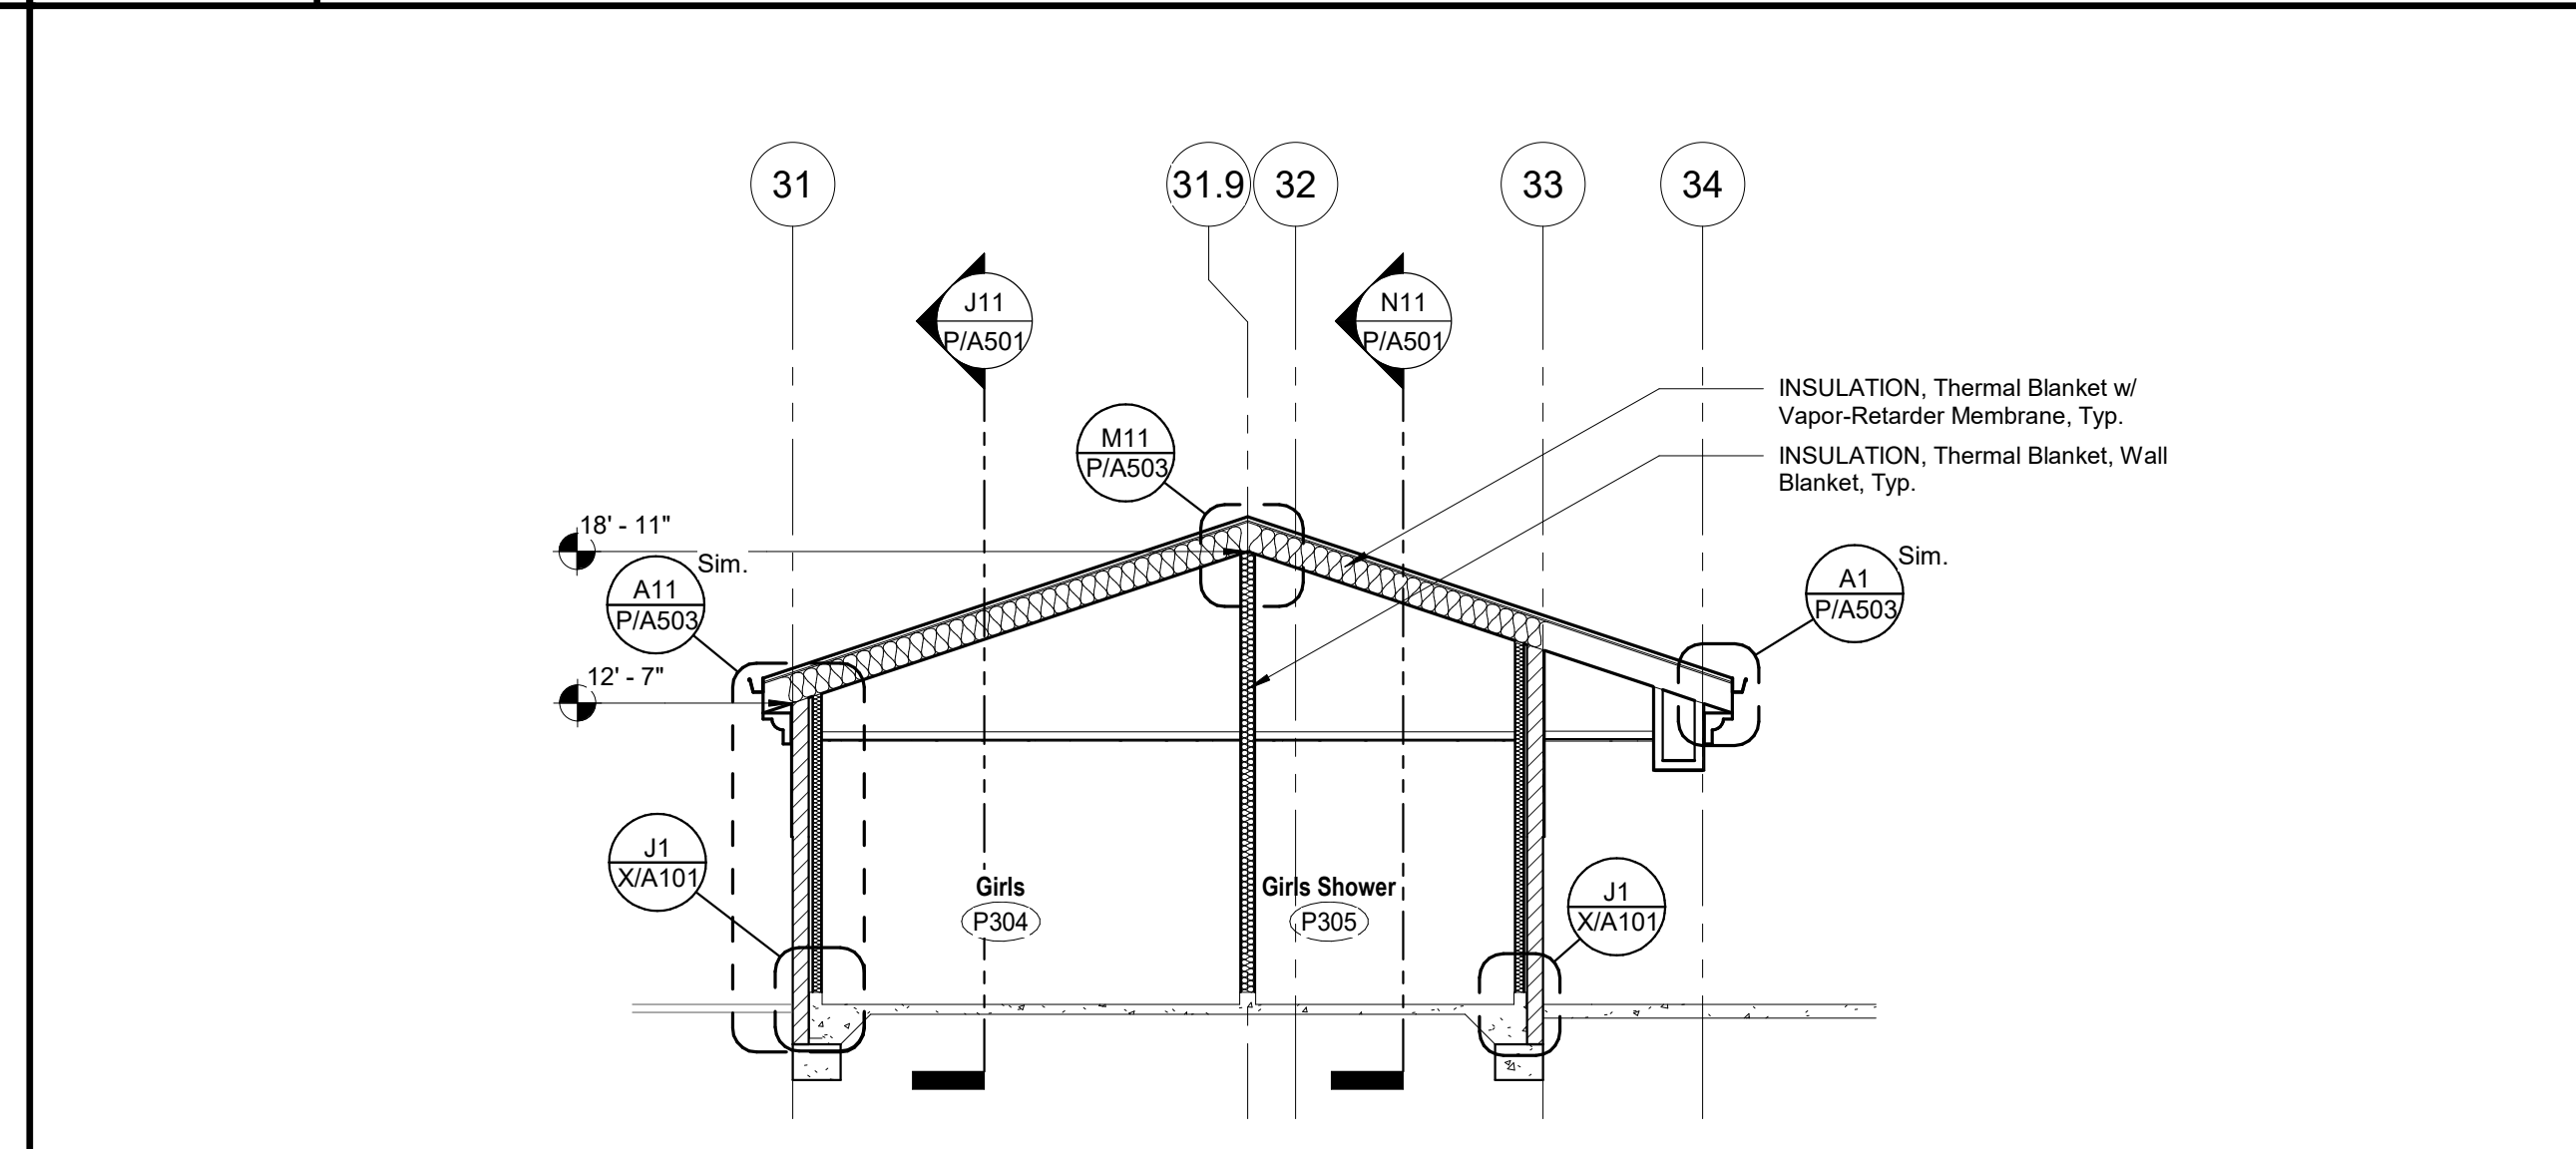 31
31.9
32
33
34
J11
P/A501
N11
P/A501
INSULATION, Thermal Blanket w/
Vapor-Retarder Membrane, Typ.
M11
P/A503
INSULATION, Thermal Blanket, Wall
Blanket, Typ.
18' - 11"
Sim.
A11
P/A503
Sim.
A1
P/A503
12' - 7"
J1
X/A101
Girls
P304
Girls Shower
P305
J1
X/A101